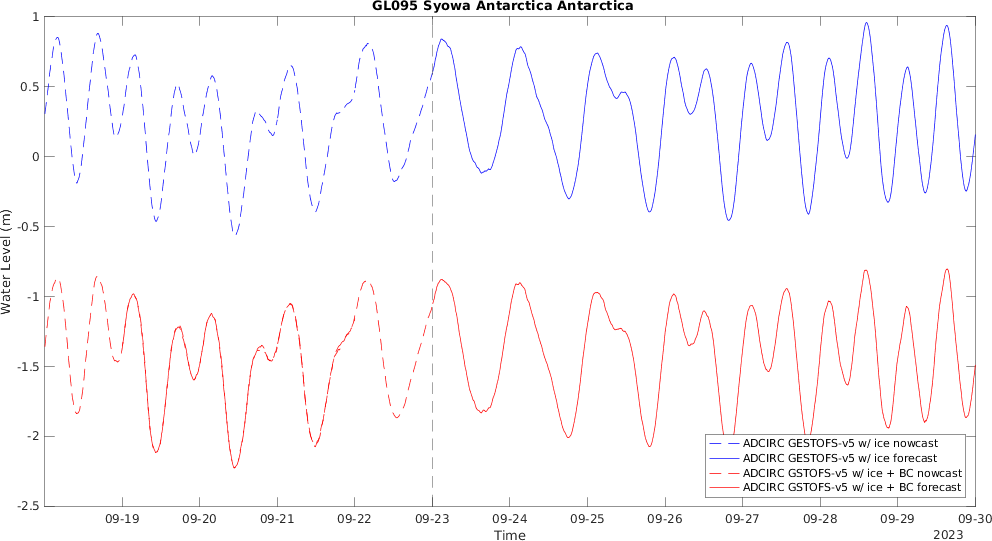 GL095 Syowa Antarctica Antarctica
1
0.5
0
-0.5
-1
-1.5
-2
-2.5
Water Level (m)
ADCIRC GESTOFS-v5 w/ ice nowcast
ADCIRC GESTOFS-v5 w/ ice forecast
ADCIRC GSTOFS-v5 w/ ice + BC nowcast
ADCIRC GSTOFS-v5 w/ ice + BC forecast
09-19 09-20 09-21 09-22 09-23 09-24 09-25 09-26 09-27 09-28 09-29 09-30
Time
2023